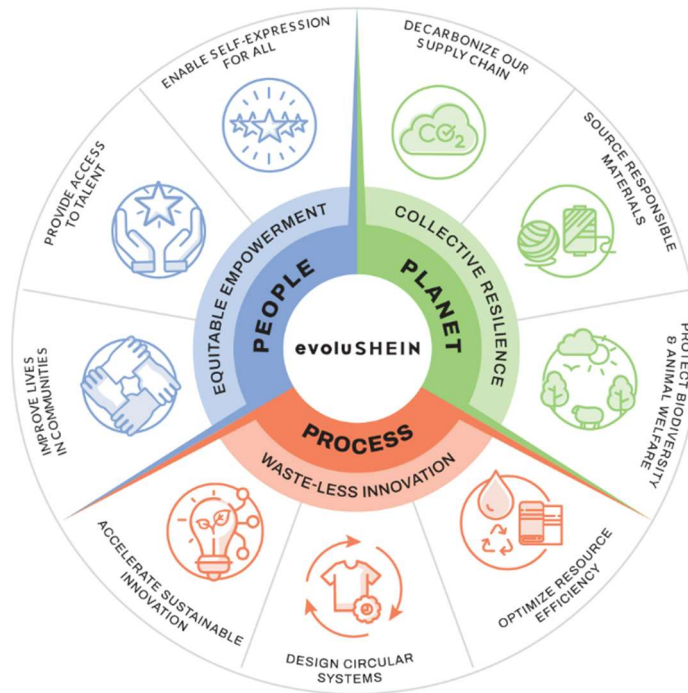 ENABLE SELF-EXPRESSION
FOR ALL
DECARBONIZE OUR
SUPPLY CHAIN
PROVIDE ACCESS
TO TALENT
CO2
SOURCE RESPONSIBLE
MATERIALS
EQUITABLE EMPOWERMENT
COLLECTIVE RESILIENCE
PEOPLE
PLANET
evoluSHEIN
IMPROVE LIVES
IN COMMUNITIES
PROTECT BIODIVERSITY
& ANIMAL WELFARE
PROCESS
WASTE-LESS INNOVATION
ACCELERATE SUSTAINABLE
INNOVATION
DESIGN CIRCULAR
SYSTEMS
OPTIMIZE RESOURCE
EFFICIENCY